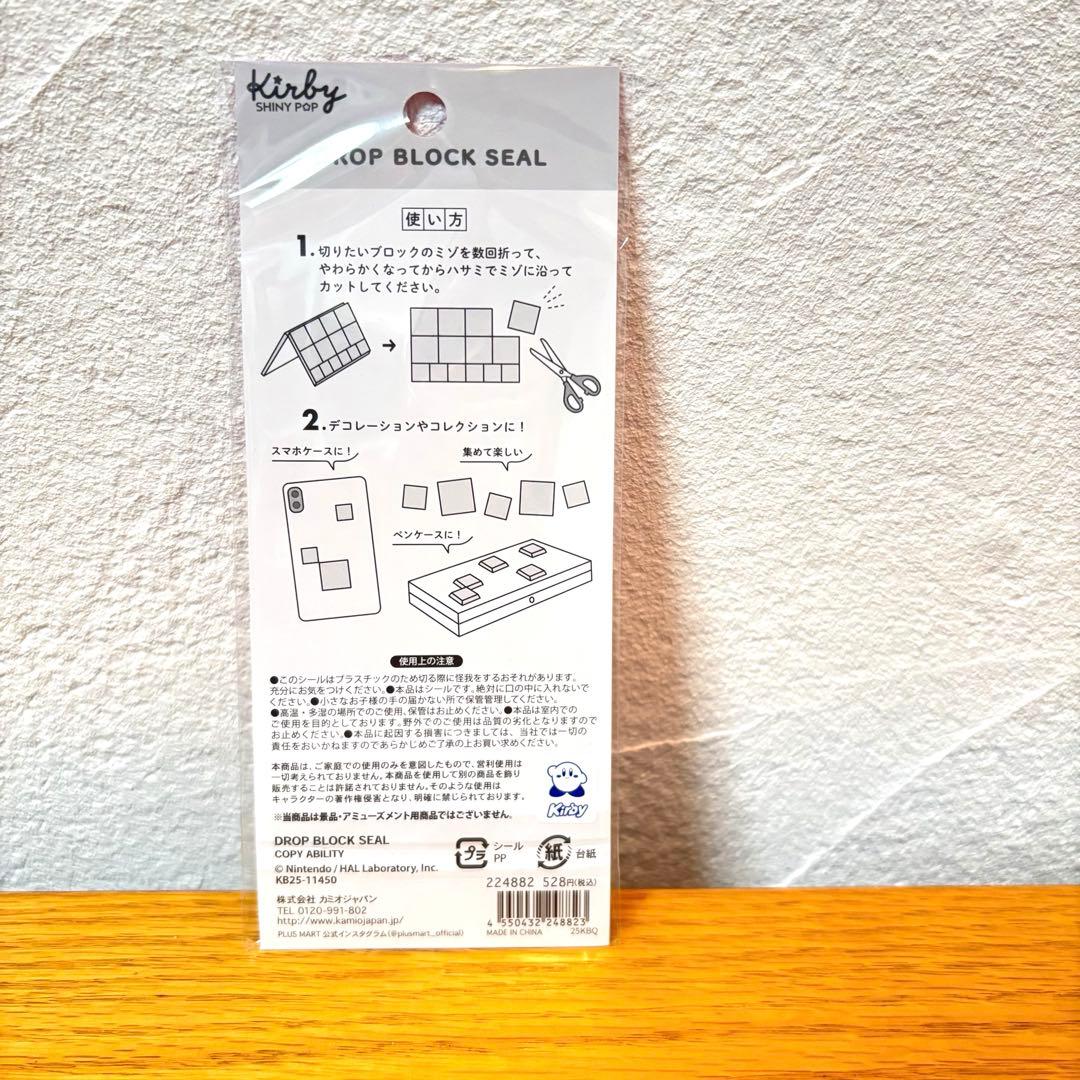 Kirby
SHINY POP
ROP BLOCK SEAL
使い方
1. 切りたいブロックのミゾを数回折って、
やわらかくなってからハサミでミゾに沿って
カットしてください。
2. デコレーションやコレクションに!
スマホケースに!
集めて楽しい
ペンケースに!
使用上の注意
●このシールはプラスチックのため切る際に怪我をするおそれがあります。
充分にお気をつけください。●本品はシールです。絶対に口の中に入れないで
ください。●小さなお子様の手の届かない所で保管管理してください。
●高温・多湿の場所でのご使用、保管はお止めください。●本品は室内での
ご使用を目的としております。野外でのご使用は品質の劣化となりますので
お止めください。●本品に起因する損害につきましては、当社では一切の
責任をおいかねますのであらかじめご了承の上お買い求めください。
本商品は、ご家庭での使用のみを意図したもので、営利使用は
一切考えられておりません。本商品を使用して別の商品を飾り
販売することは許諾されておりません。そのような使用は
キャラクターの著作権侵害となり、明確に禁じられております。
※当商品は景品・アミューズメント用商品ではございません。
Kirby
DROP BLOCK SEAL
COPY ABILITY
© Nintendo / HAL Laboratory, Inc.
KB25-11450
プラ シール PP
紙 台紙
224882 528円(税込)
株式会社 カミオジャパン
TEL 0120-991-802
http://www.kamiojapan.jp/
PLUS MART 公式インスタグラム(@plusmart_official)
4 550432 248823
MADE IN CHINA 25KBQ